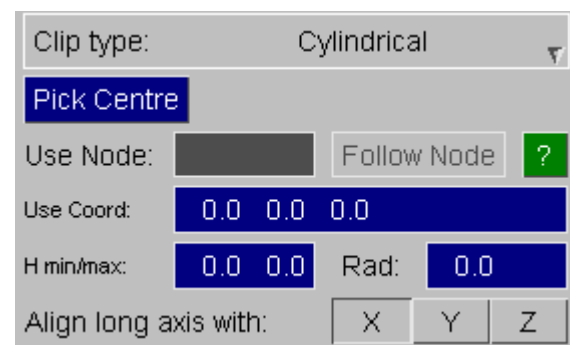 Clip type: Cylindrical
Pick Centre
Use Node: Follow Node ?
Use Coord: 0.0 0.0 0.0
H min/max: 0.0 0.0 Rad: 0.0
Align long axis with: X Y Z